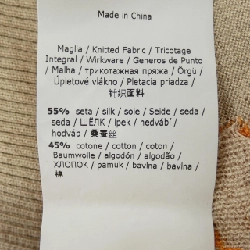 Made in China
Maglia / Knitted Fabric / Tricotage
Integral / Wirkware / Generos de Punto
/ Malha / трикотажная пряжа / Örgü /
Úpletové vlákno / Pletacia priadza /
针织面料
55% seta / silk / soie / Seide / seda /
seda / ШЁЛК / ipek / hedvábí /
hodváb / 桑蚕丝
45% cotone / cotton / coton /
Baumwolle / algodón / algodão /
ХЛОПОК / pamuk / bavlna / bavlna /
棉